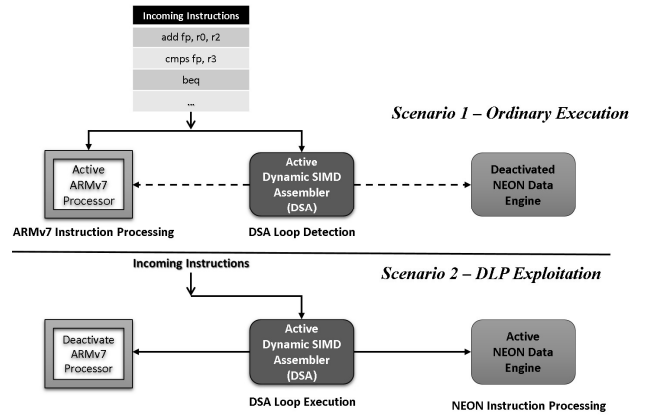 Incoming Instructions
add fp, r0, r2
cmps fp, r3
beq
...
Scenario 1 – Ordinary Execution
Active
ARMv7
Processor
Active
Dynamic SIMD
Assembler
(DSA)
Deactivated
NEON Data
Engine
ARMv7 Instruction Processing
DSA Loop Detection
Incoming Instructions
Scenario 2 – DLP Exploitation
Deactivate
ARMv7
Processor
Active
Dynamic SIMD
Assembler
(DSA)
Active
NEON Data
Engine
DSA Loop Execution
NEON Instruction Processing